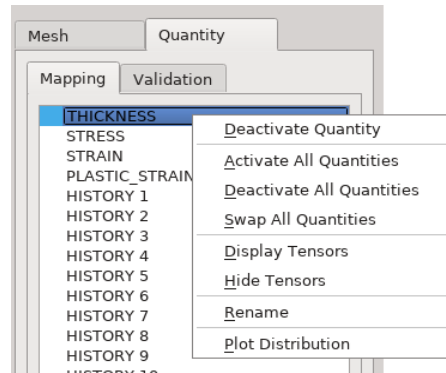 Mesh
Quantity
Mapping
Validation
THICKNESS
STRESS
STRAIN
PLASTIC_STRAIN
HISTORY 1
HISTORY 2
HISTORY 3
HISTORY 4
HISTORY 5
HISTORY 6
HISTORY 7
HISTORY 8
HISTORY 9
Deactivate Quantity
Activate All Quantities
Deactivate All Quantities
Swap All Quantities
Display Tensors
Hide Tensors
Rename
Plot Distribution